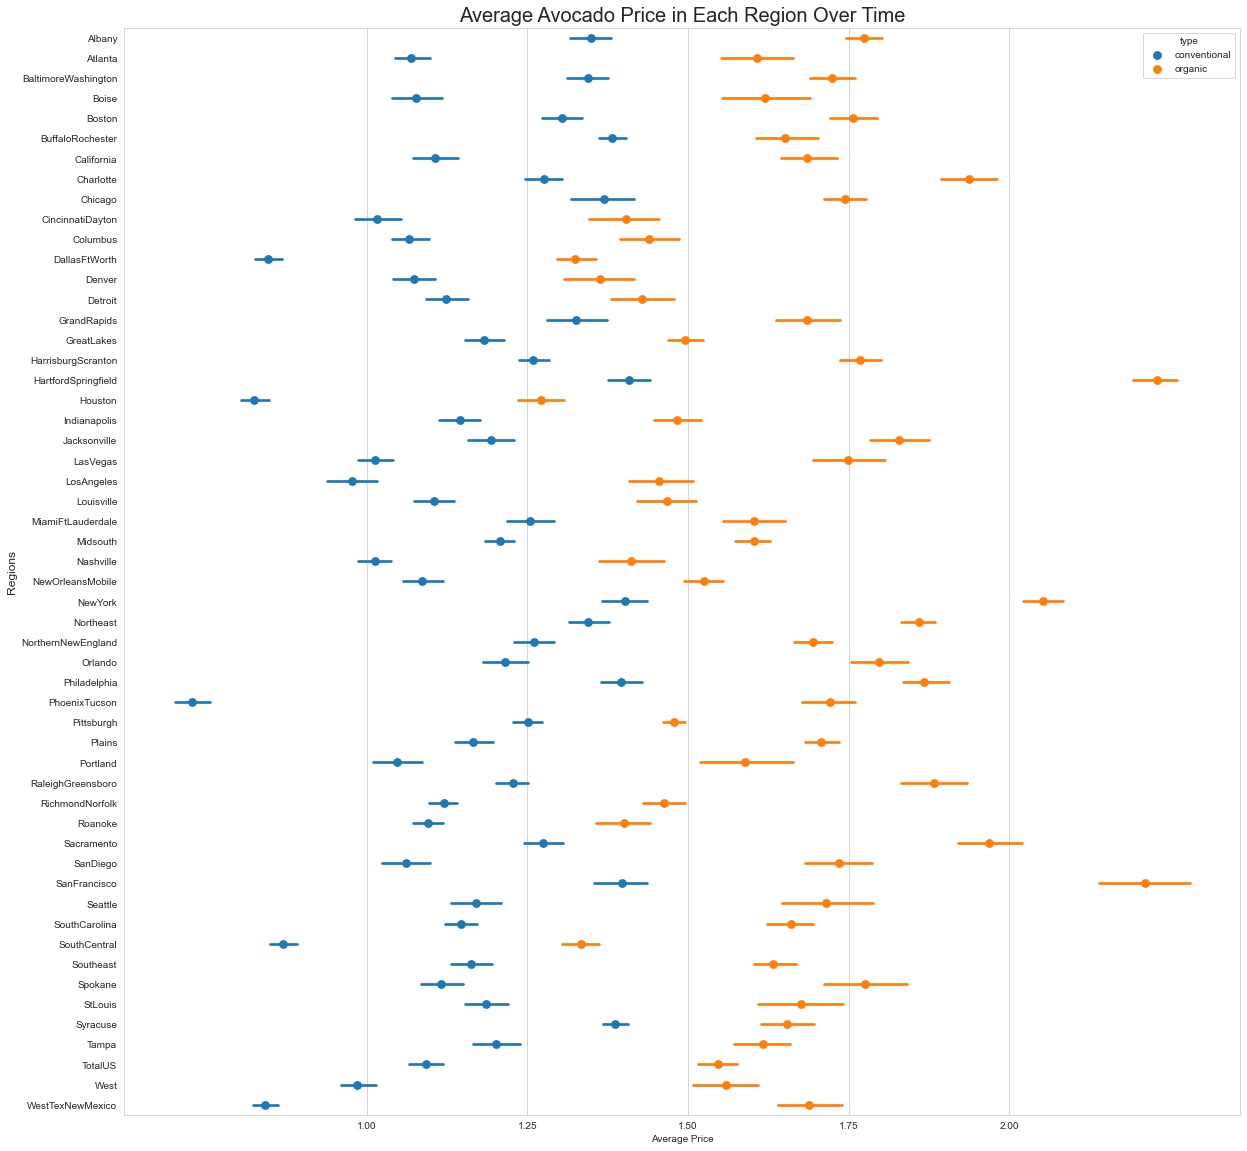 Average Avocado Price in Each Region Over Time
type
conventional
organic
Regions
Albany
Atlanta
BaltimoreWashington
Boise
Boston
BuffaloRochester
California
Charlotte
Chicago
CincinnatiDayton
Columbus
DallasFtWorth
Denver
Detroit
GrandRapids
GreatLakes
HarrisburgScranton
HartfordSpringfield
Houston
Indianapolis
Jacksonville
LasVegas
LosAngeles
Louisville
MiamiFtLauderdale
Midsouth
Nashville
NewOrleansMobile
NewYork
Northeast
NorthernNewEngland
Orlando
Philadelphia
PhoenixTucson
Pittsburgh
Plains
Portland
RaleighGreensboro
RichmondNorfolk
Roanoke
Sacramento
SanDiego
SanFrancisco
Seattle
SouthCarolina
SouthCentral
Southeast
Spokane
StLouis
Syracuse
Tampa
TotalUS
West
WestTexNewMexico
1.00 1.25 1.50 1.75 2.00
Average Price